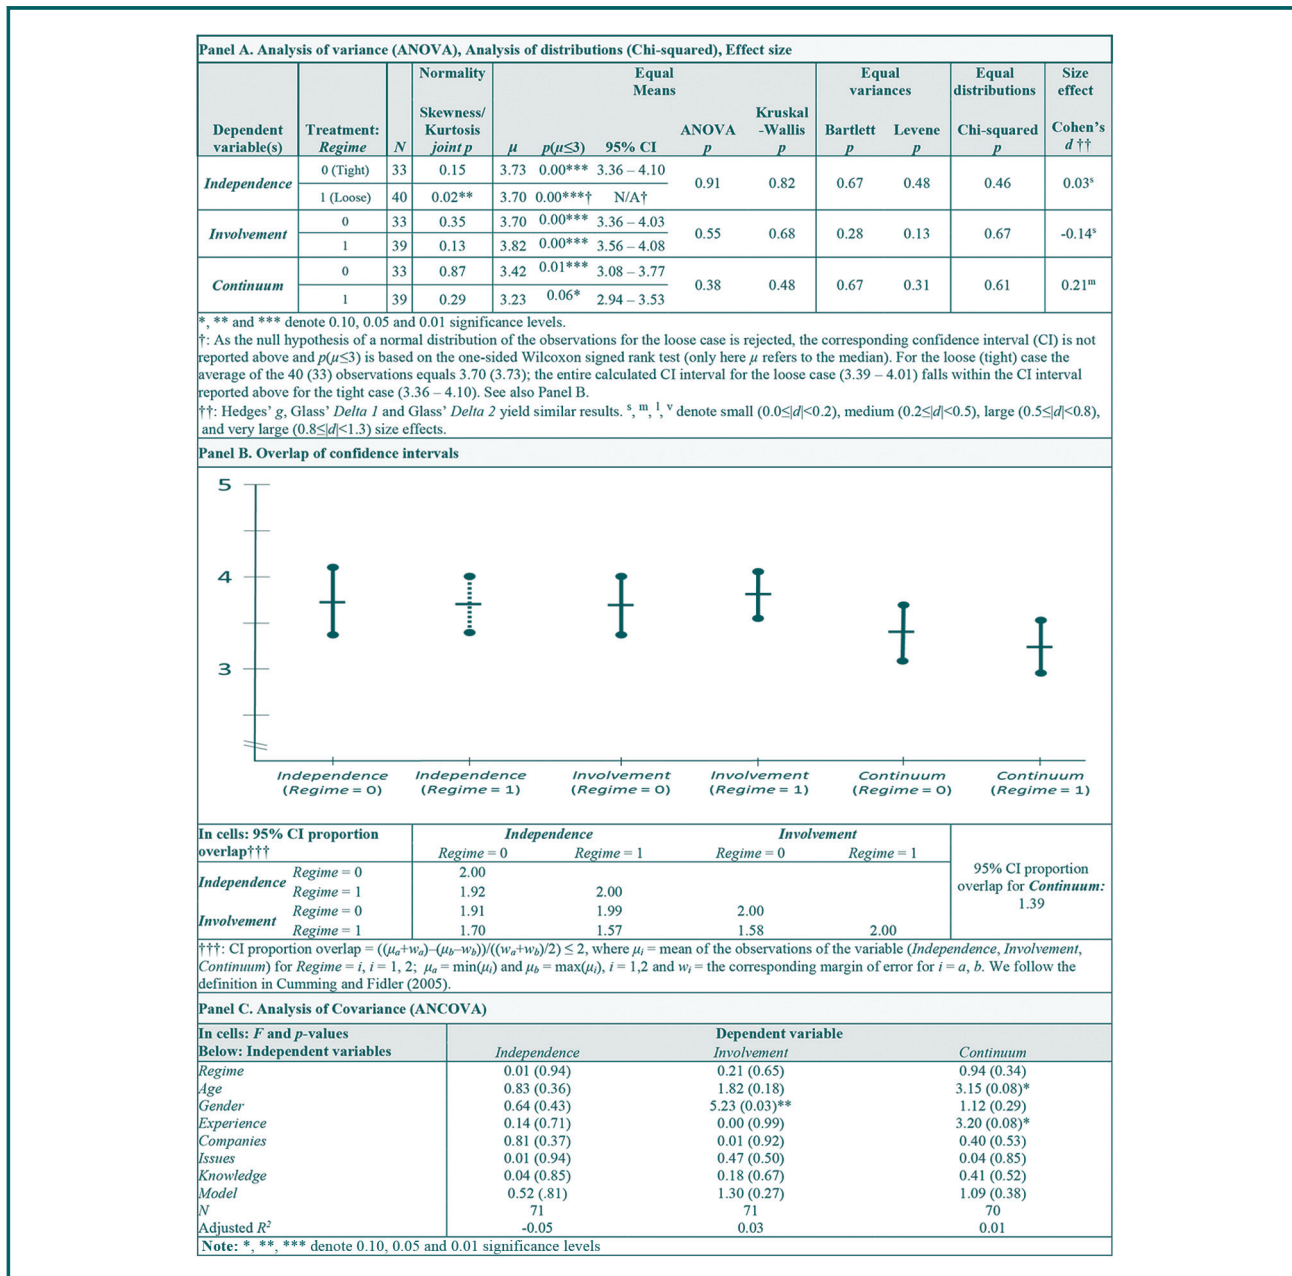 Panel A. Analysis of variance (ANOVA), Analysis of distributions (Chi-squared), Effect size
Normality Equal Means Equal variances Equal distributions Size effect
Dependent variable(s) Treatment: Regime N Skewness/ Kurtosis joint p μ p(μ≤3) 95% CI ANOVA p Kruskal -Wallis p Bartlett p Levene p Chi-squared p Cohen's d ††
Independence 0 (Tight) 33 0.15 3.73 0.00*** 3.36 – 4.10 0.91 0.82 0.67 0.48 0.46 0.03ˢ
1 (Loose) 40 0.02** 3.70 0.00***† N/A†
Involvement 0 33 0.35 3.70 0.00*** 3.36 – 4.03 0.55 0.68 0.28 0.13 0.67 -0.14ˢ
1 39 0.13 3.82 0.00*** 3.56 – 4.08
Continuum 0 33 0.87 3.42 0.01*** 3.08 – 3.77 0.38 0.48 0.67 0.31 0.61 0.21ᵐ
1 39 0.29 3.23 0.06* 2.94 – 3.53
*, ** and *** denote 0.10, 0.05 and 0.01 significance levels.
†: As the null hypothesis of a normal distribution of the observations for the loose case is rejected, the corresponding confidence interval (CI) is not
reported above and p(μ≤3) is based on the one-sided Wilcoxon signed rank test (only here μ refers to the median). For the loose (tight) case the
average of the 40 (33) observations equals 3.70 (3.73); the entire calculated CI interval for the loose case (3.39 – 4.01) falls within the CI interval
reported above for the tight case (3.36 – 4.10). See also Panel B.
††: Hedges' g, Glass' Delta 1 and Glass' Delta 2 yield similar results. ˢ, ᵐ, ˡ, ᵛ denote small (0.0≤|d|<0.2), medium (0.2≤|d|<0.5), large (0.5≤|d|<0.8),
and very large (0.8≤|d|<1.3) size effects.
Panel B. Overlap of confidence intervals
5
4
3
Independence Independence Involvement Involvement Continuum Continuum
(Regime = 0) (Regime = 1) (Regime = 0) (Regime = 1) (Regime = 0) (Regime = 1)
In cells: 95% CI proportion overlap††† Independence Involvement
Regime = 0 Regime = 1 Regime = 0 Regime = 1
Independence Regime = 0 2.00
Regime = 1 1.92 2.00
Involvement Regime = 0 1.91 1.99 2.00
Regime = 1 1.70 1.57 1.58 2.00
95% CI proportion
overlap for Continuum:
1.39
†††: CI proportion overlap = ((μₐ+wₐ)–(μ_b–w_b))/((wₐ+w_b)/2) ≤ 2, where μᵢ = mean of the observations of the variable (Independence, Involvement,
Continuum) for Regime = i, i = 1, 2; μₐ = min(μᵢ) and μ_b = max(μᵢ), i = 1,2 and wᵢ = the corresponding margin of error for i = a, b. We follow the
definition in Cumming and Fidler (2005).
Panel C. Analysis of Covariance (ANCOVA)
In cells: F and p-values Dependent variable
Below: Independent variables Independence Involvement Continuum
Regime 0.01 (0.94) 0.21 (0.65) 0.94 (0.34)
Age 0.83 (0.36) 1.82 (0.18) 3.15 (0.08)*
Gender 0.64 (0.43) 5.23 (0.03)** 1.12 (0.29)
Experience 0.14 (0.71) 0.00 (0.99) 3.20 (0.08)*
Companies 0.81 (0.37) 0.01 (0.92) 0.40 (0.53)
Issues 0.01 (0.94) 0.47 (0.50) 0.04 (0.85)
Knowledge 0.04 (0.85) 0.18 (0.67) 0.41 (0.52)
Model 0.52 (.81) 1.30 (0.27) 1.09 (0.38)
N 71 71 70
Adjusted R² -0.05 0.03 0.01
Note: *, **, *** denote 0.10, 0.05 and 0.01 significance levels